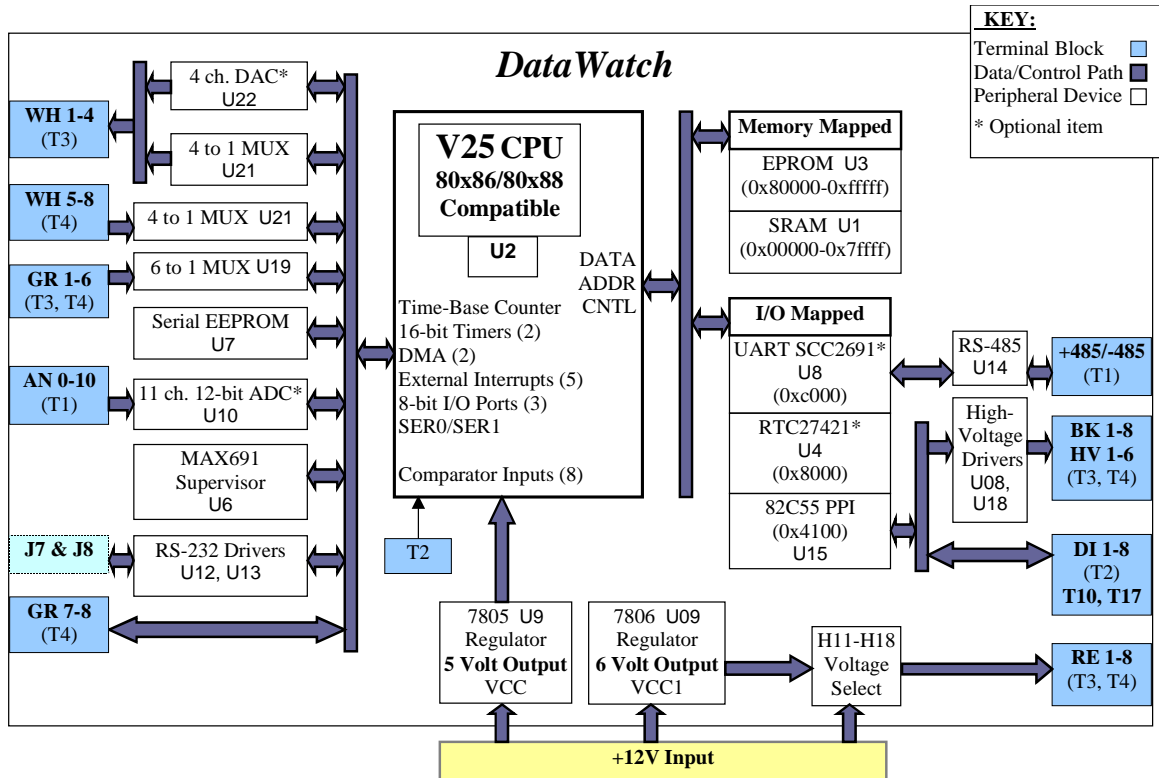 KEY:
Terminal Block
Data/Control Path
Peripheral Device
* Optional item
DataWatch
WH 1-4
(T3)
4 ch. DAC*
U22
4 to 1 MUX
U21
WH 5-8
(T4)
4 to 1 MUX U21
GR 1-6
(T3, T4)
6 to 1 MUX U19
Serial EEPROM
U7
AN 0-10
(T1)
11 ch. 12-bit ADC*
U10
MAX691
Supervisor
U6
J7 & J8
RS-232 Drivers
U12, U13
GR 7-8
(T4)
V25 CPU
80x86/80x88
Compatible
U2
DATA
ADDR
CNTL
Time-Base Counter
16-bit Timers (2)
DMA (2)
External Interrupts (5)
8-bit I/O Ports (3)
SER0/SER1
Comparator Inputs (8)
T2
Memory Mapped
EPROM U3
(0x80000-0xfffff)
SRAM U1
(0x00000-0x7ffff)
I/O Mapped
UART SCC2691*
U8
(0xc000)
RTC27421*
U4
(0x8000)
82C55 PPI
(0x4100)
U15
RS-485
U14
+485/-485
(T1)
High-
Voltage
Drivers
U08,
U18
BK 1-8
HV 1-6
(T3, T4)
DI 1-8
(T2)
T10, T17
7805 U9
Regulator
5 Volt Output
VCC
7806 U09
Regulator
6 Volt Output
VCC1
H11-H18
Voltage
Select
RE 1-8
(T3, T4)
+12V Input